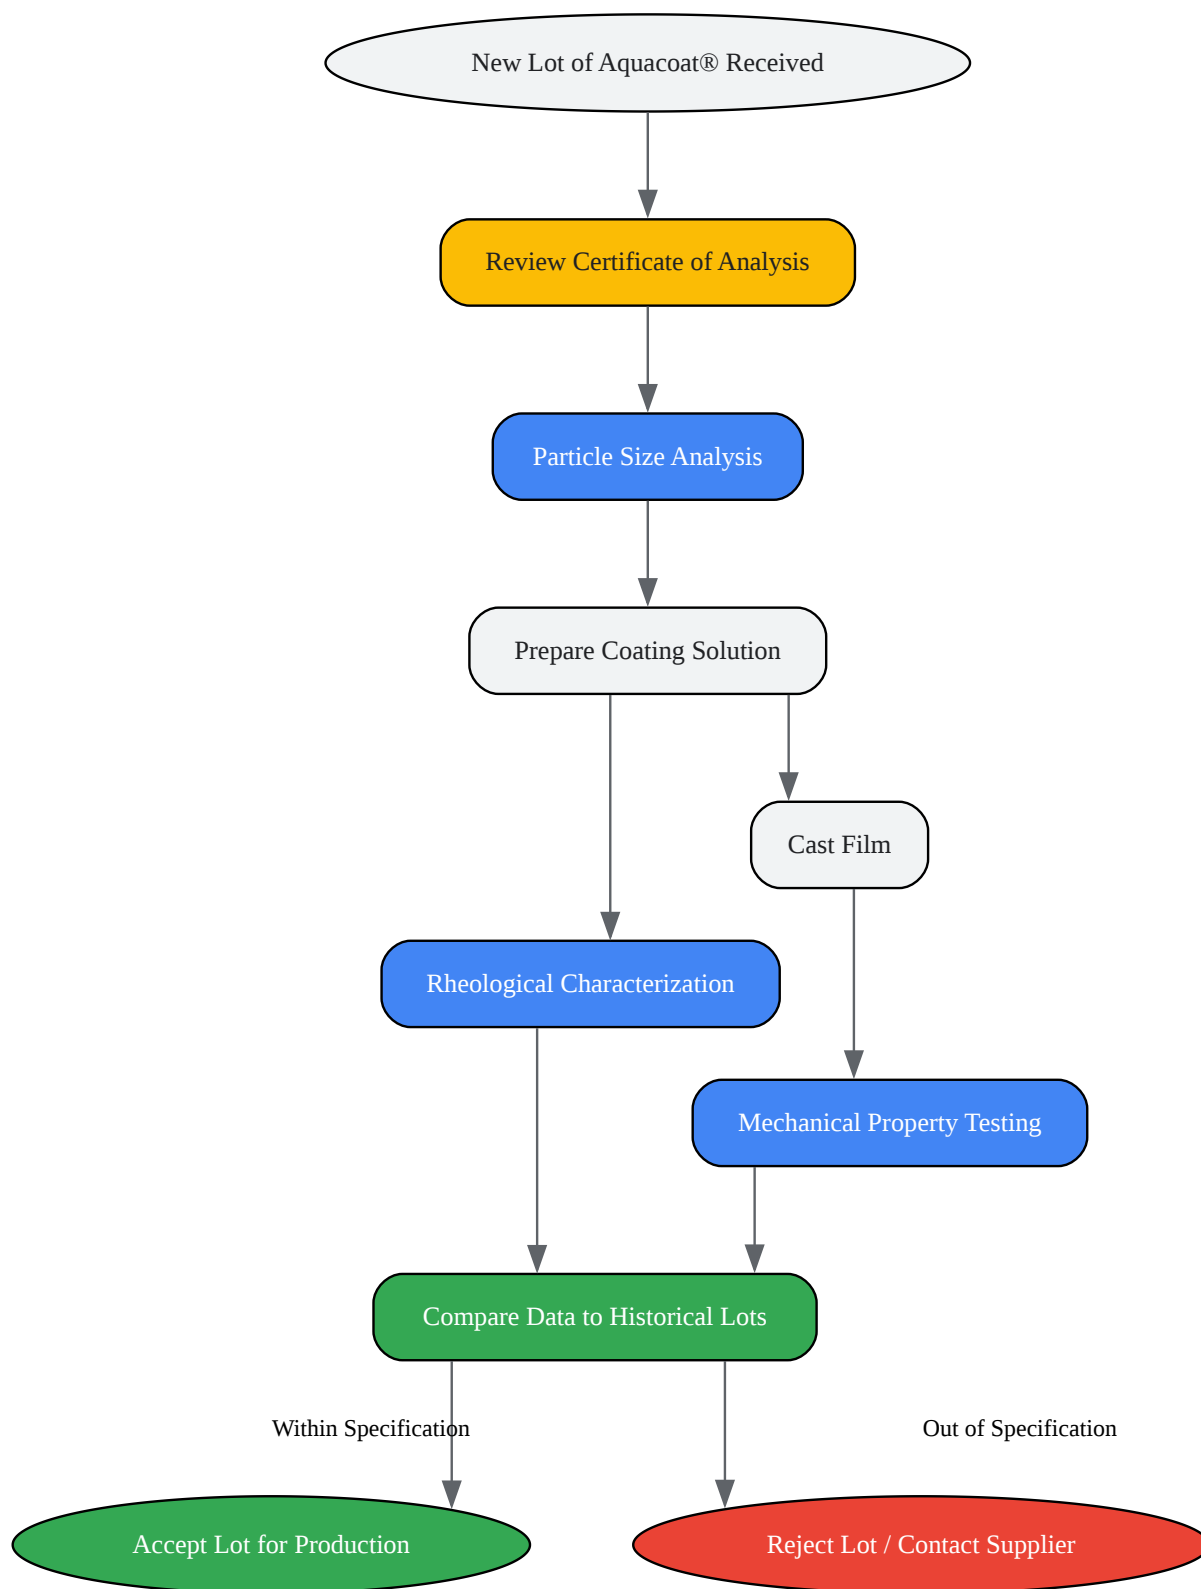 New Lot of Aquacoat® Received
Review Certificate of Analysis
Particle Size Analysis
Prepare Coating Solution
Cast Film
Rheological Characterization
Mechanical Property Testing
Compare Data to Historical Lots
Within Specification
Out of Specification
Accept Lot for Production
Reject Lot / Contact Supplier